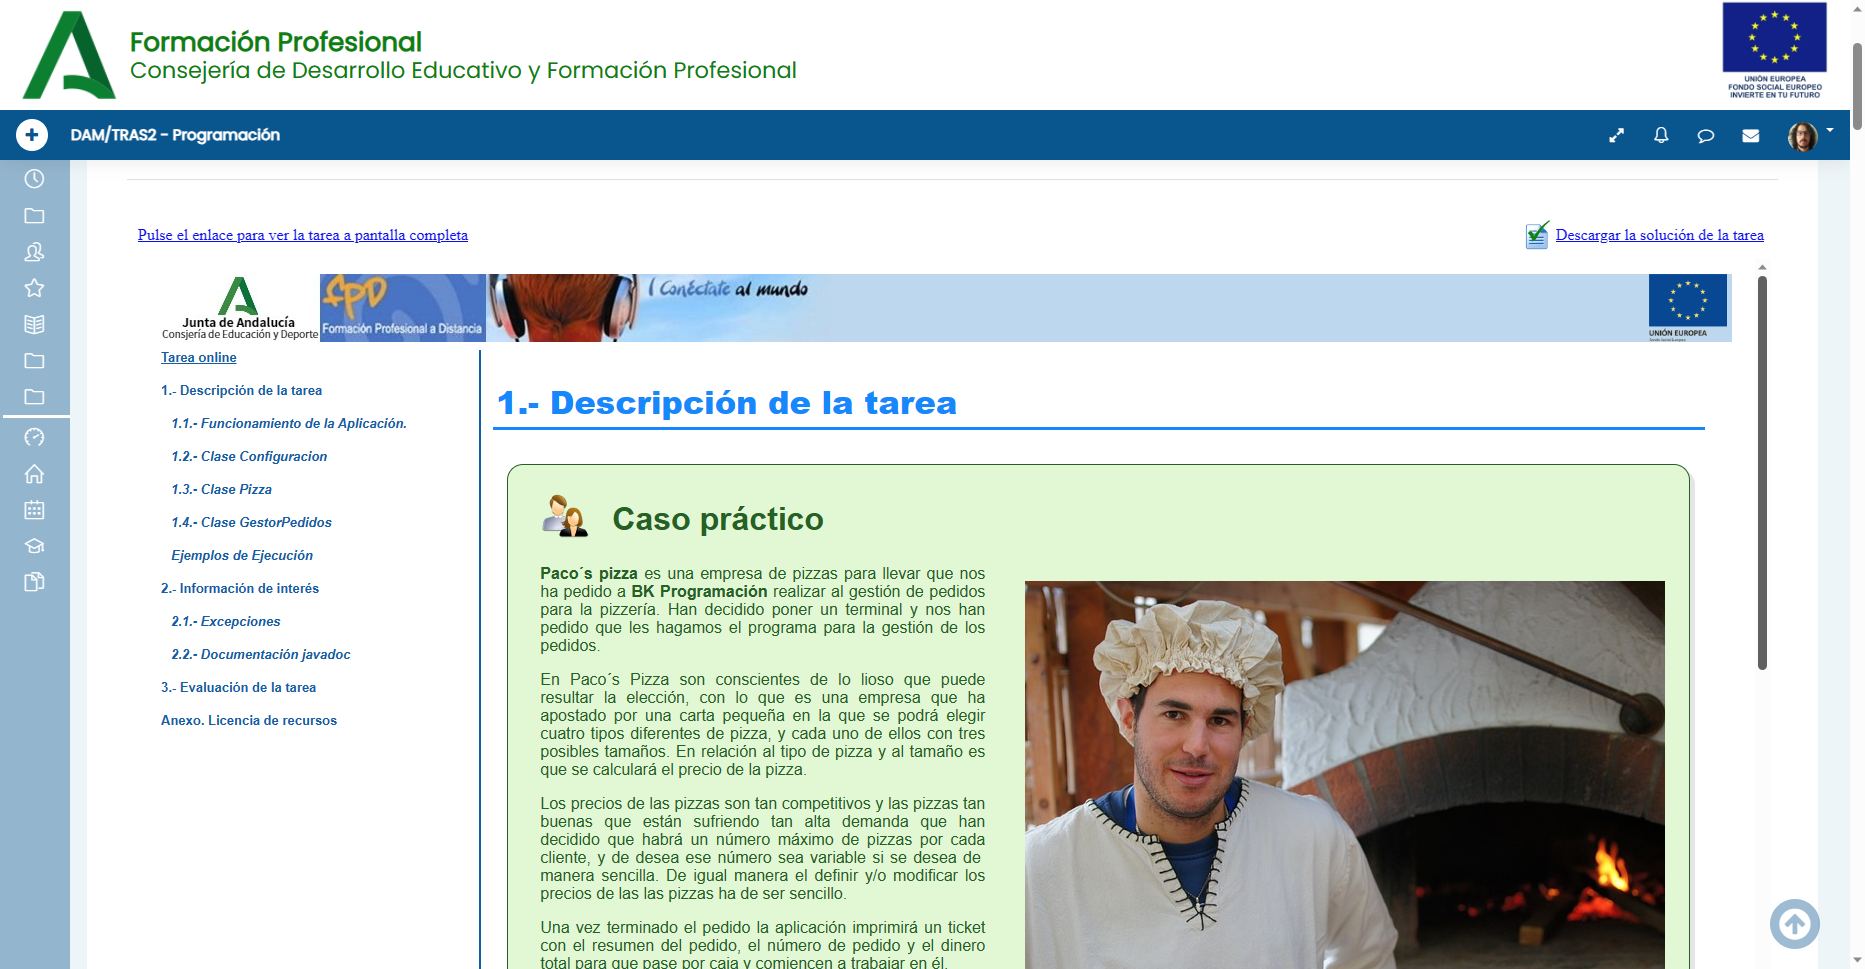 Formación Profesional
Consejería de Desarrollo Educativo y Formación Profesional
UNIÓN EUROPEA
FONDO SOCIAL EUROPEO
INVIERTE EN TU FUTURO
DAM/TRAS2 - Programación
Pulse el enlace para ver la tarea a pantalla completa
Descargar la solución de la tarea
Junta de Andalucía
Consejería de Educación y Deporte
fpD
Formación Profesional a Distancia
Conéctate al mundo
UNIÓN EUROPEA
Tarea online
1.- Descripción de la tarea
1.1.- Funcionamiento de la Aplicación.
1.2.- Clase Configuracion
1.3.- Clase Pizza
1.4.- Clase GestorPedidos
Ejemplos de Ejecución
2.- Información de interés
2.1.- Excepciones
2.2.- Documentación javadoc
3.- Evaluación de la tarea
Anexo. Licencia de recursos
1.- Descripción de la tarea
Caso práctico
Paco´s pizza es una empresa de pizzas para llevar que nos
ha pedido a BK Programación realizar al gestión de pedidos
para la pizzería. Han decidido poner un terminal y nos han
pedido que les hagamos el programa para la gestión de los
pedidos.
En Paco´s Pizza son conscientes de lo lioso que puede
resultar la elección, con lo que es una empresa que ha
apostado por una carta pequeña en la que se podrá elegir
cuatro tipos diferentes de pizza, y cada uno de ellos con tres
posibles tamaños. En relación al tipo de pizza y al tamaño es
que se calculará el precio de la pizza.
Los precios de las pizzas son tan competitivos y las pizzas tan
buenas que están sufriendo tan alta demanda que han
decidido que habrá un número máximo de pizzas por cada
cliente, y de desea ese número sea variable si se desea de
manera sencilla. De igual manera el definir y/o modificar los
precios de las las pizzas ha de ser sencillo.
Una vez terminado el pedido la aplicación imprimirá un ticket
con el resumen del pedido, el número de pedido y el dinero
total para que pase por caja y comiencen a trabajar en él.